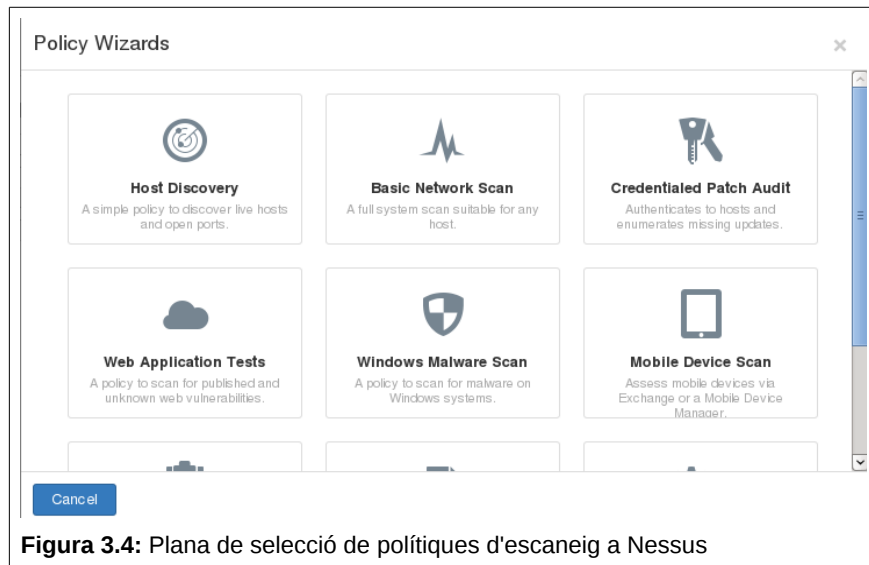 Policy Wizards
×
Host Discovery
A simple policy to discover live hosts
and open ports.
Basic Network Scan
A full system scan suitable for any
host.
Credentialed Patch Audit
Authenticates to hosts and
enumerates missing updates.
Web Application Tests
A policy to scan for published and
unknown web vulnerabilities.
Windows Malware Scan
A policy to scan for malware on
Windows systems.
Mobile Device Scan
Assess mobile devices via
Exchange or a Mobile Device
Manager.
Cancel
Figura 3.4: Plana de selecció de polítiques d'escaneig a Nessus